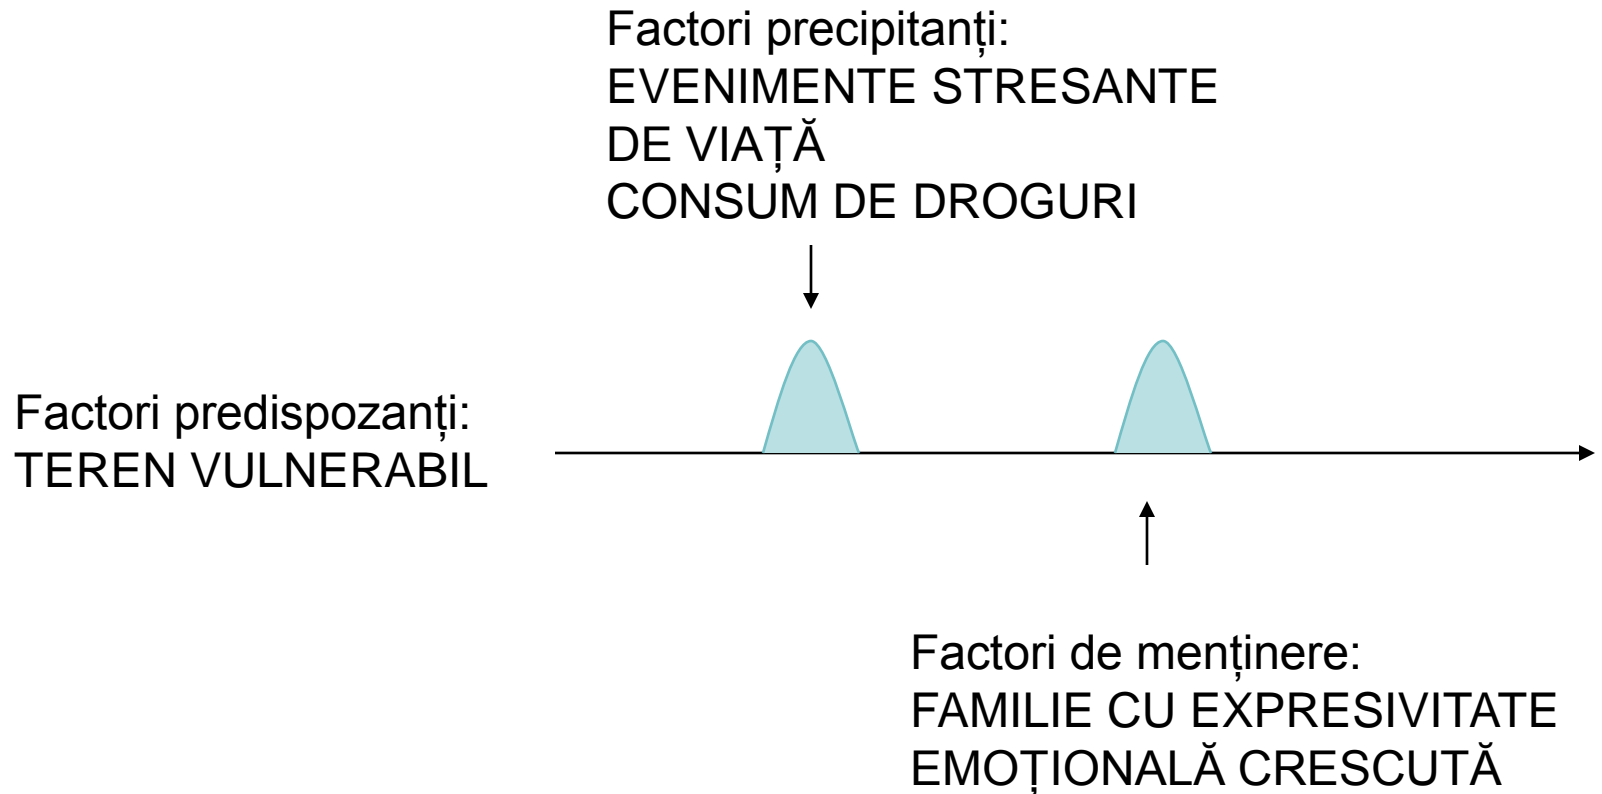 Factori precipitanți:
EVENIMENTE STRESANTE
DE VIAȚĂ
CONSUM DE DROGURI
Factori predispozanți:
TEREN VULNERABIL
Factori de menținere:
FAMILIE CU EXPRESIVITATE
EMOȚIONALĂ CRESCUTĂ